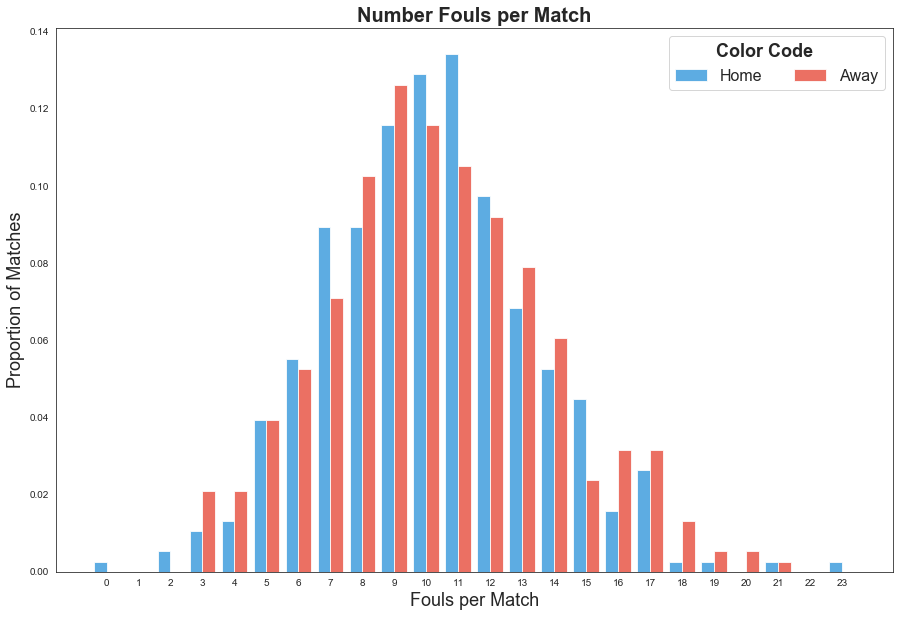 Number Fouls per Match
Color Code
Home Away
Proportion of Matches
0.14
0.12
0.10
0.08
0.06
0.04
0.02
0.00
0 1 2 3 4 5 6 7 8 9 10 11 12 13 14 15 16 17 18 19 20 21 22 23
Fouls per Match